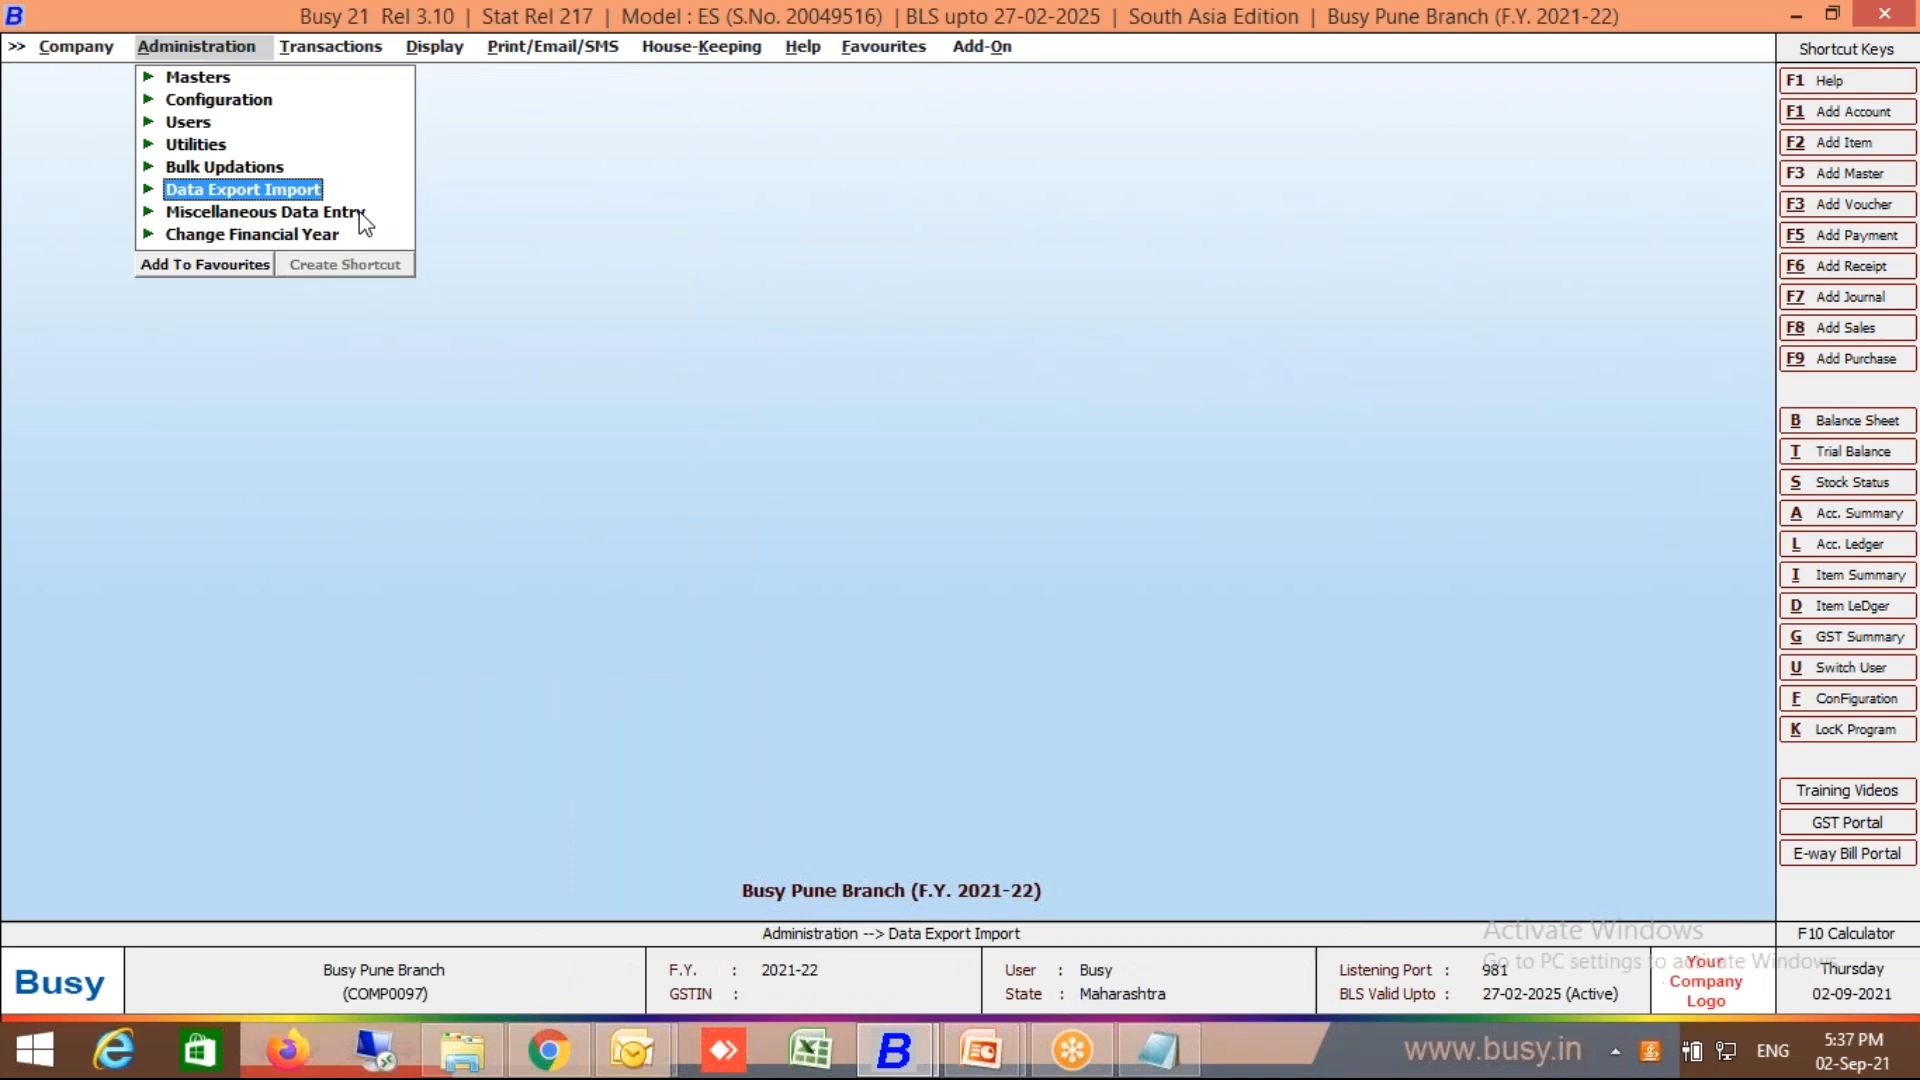 B Busy 21 Rel 3.10 | Stat Rel 217 | Model : ES (S.No. 20049516) | BLS upto 27-02-2025 | South Asia Edition | Busy Pune Branch (F.Y. 2021-22)
>> Company Administration Transactions Display Print/Email/SMS House-Keeping Help Favourites Add-On
Masters
Configuration
Users
Utilities
Bulk Updations
Data Export Import
Miscellaneous Data Entry
Change Financial Year
Add To Favourites Create Shortcut
Shortcut Keys
F1 Help
F1 Add Account
F2 Add Item
F3 Add Master
F3 Add Voucher
F5 Add Payment
F6 Add Receipt
F7 Add Journal
F8 Add Sales
F9 Add Purchase
B Balance Sheet
T Trial Balance
S Stock Status
A Acc. Summary
L Acc. Ledger
I Item Summary
D Item LeDger
G GST Summary
U Switch User
F ConFiguration
K LocK Program
Training Videos
GST Portal
E-way Bill Portal
Busy Pune Branch (F.Y. 2021-22)
Administration --> Data Export Import
Activate Windows
Go to PC settings to activate Windows.
F10 Calculator
Busy
Busy Pune Branch
(COMP0097)
F.Y. : 2021-22
GSTIN :
User : Busy
State : Maharashtra
Listening Port : 981
BLS Valid Upto : 27-02-2025 (Active)
Your
Company
Logo
Thursday
02-09-2021
B
www.busy.in
ENG
5:37 PM
02-Sep-21